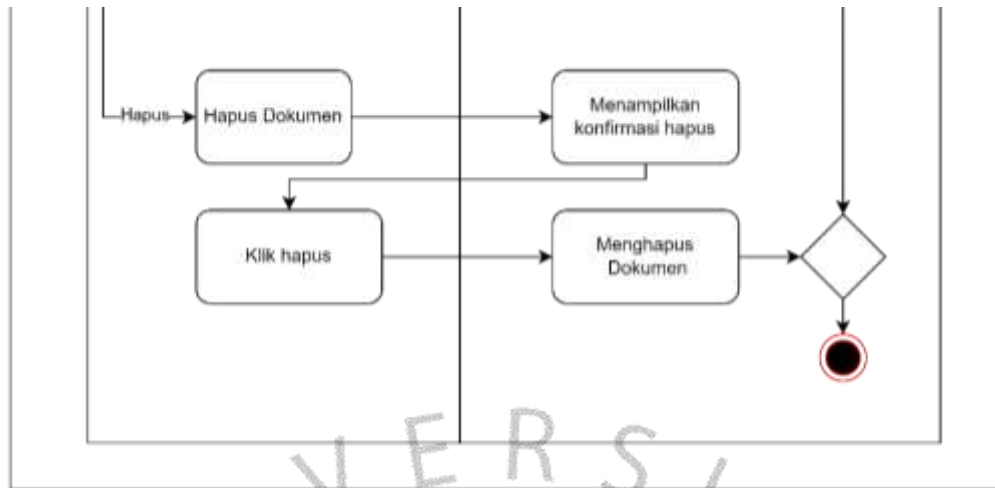 Hapus
Hapus Dokumen
Menampilkan
konfirmasi hapus
Klik hapus
Menghapus
Dokumen
V E R S I